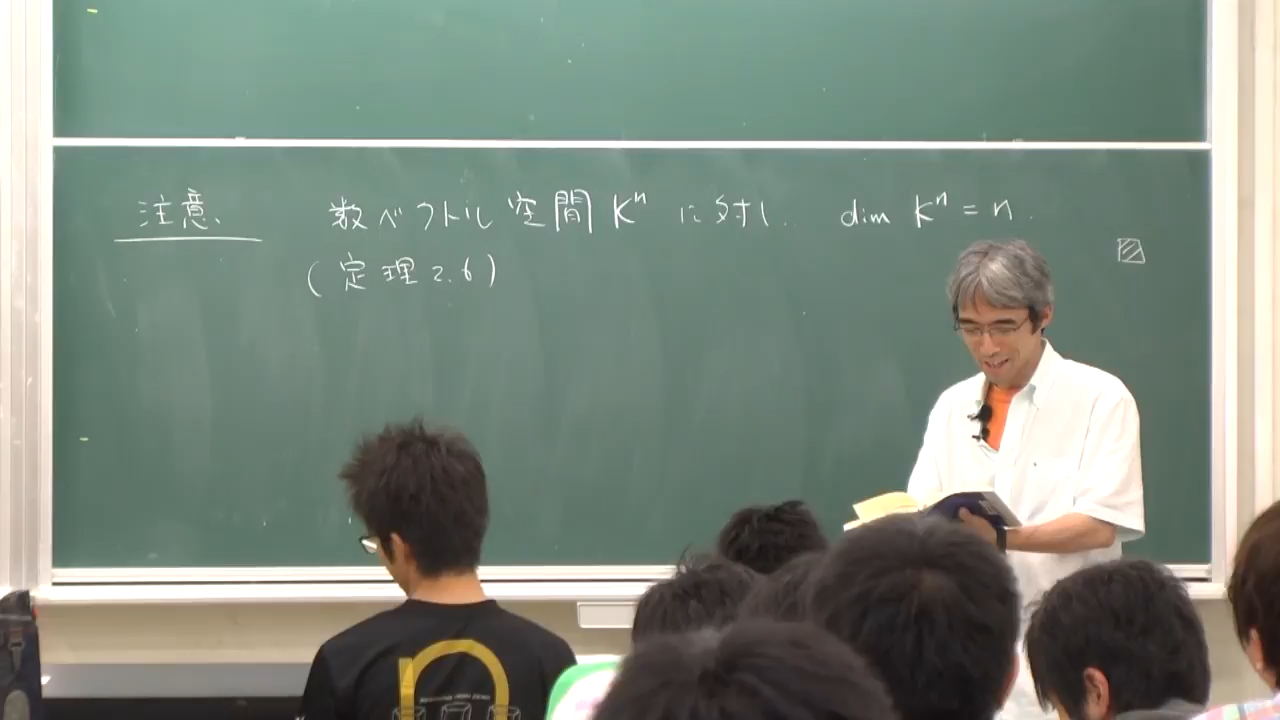 注意 数ベクトル空間 Kⁿ に対し、 dim Kⁿ = n.
(定理 2.6)
n